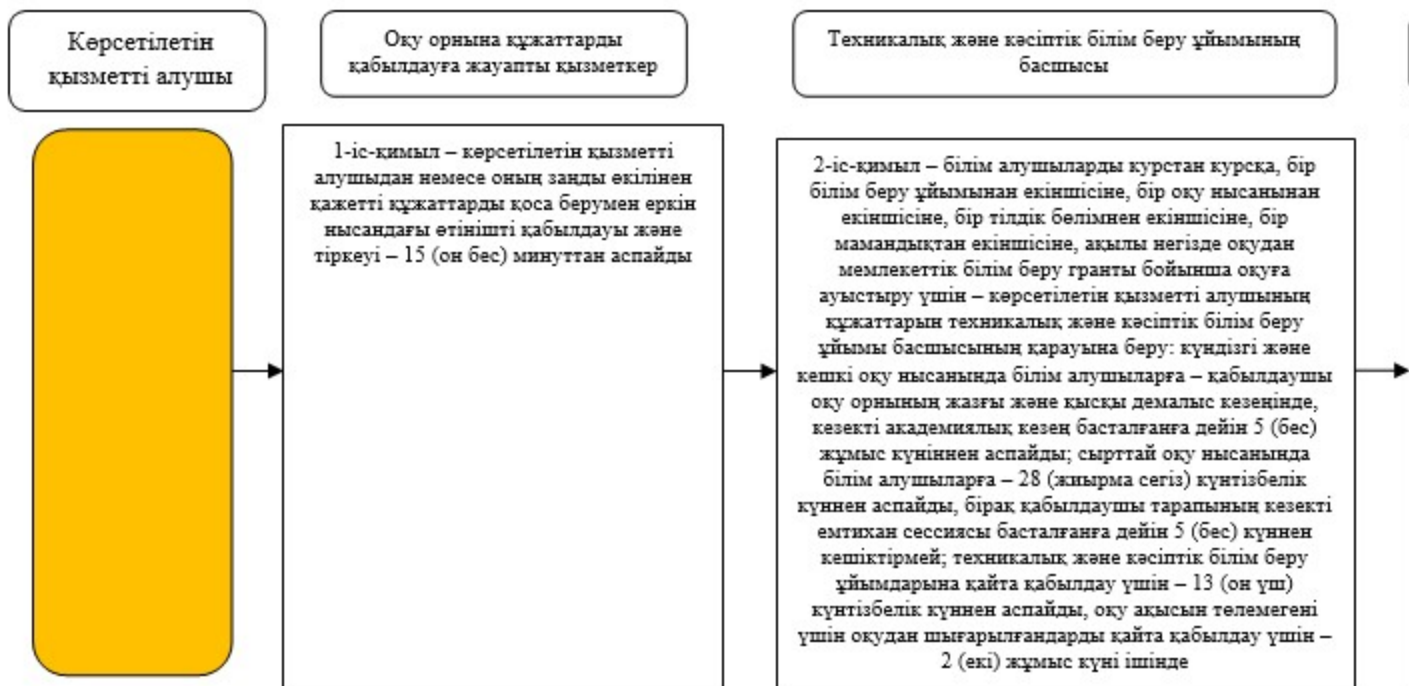 Көрсетілетін
қызметті алушы
Оқу орнына құжаттарды
қабылдауға жауапты қызметкер
Техникалық және кәсіптік білім беру ұйымының
басшысы
1-іс-қимыл – көрсетілетін қызметті
алушыдан немесе оның заңды өкілінен
қажетті құжаттарды қоса берумен еркін
нысандағы өтінішті қабылдауы және
тіркеуі – 15 (он бес) минуттан аспайды
2-іс-қимыл – білім алушыларды курстан курсқа, бір
білім беру ұйымынан екіншісіне, бір оқу нысанынан
екіншісіне, бір тілдік бөлімнен екіншісіне, бір
мамандықтан екіншісіне, ақылы негізде оқудан
мемлекеттік білім беру гранты бойынша оқуға
ауыстыру үшін – көрсетілетін қызметті алушының
құжаттарын техникалық және кәсіптік білім беру
ұйымы басшысының қарауына беру: күндізгі және
кешкі оқу нысанында білім алушыларға – қабылдаушы
оқу орнының жазғы және қысқы демалыс кезеңінде,
кезекті академиялық кезең басталғанға дейін 5 (бес)
жұмыс күніннен аспайды; сырттай оқу нысанында
білім алушыларға – 28 (жиырма сегіз) күнтізбелік
күннен аспайды, бірақ қабылдаушы тарапының кезекті
емтихан сессиясы басталғанға дейін 5 (бес) күннен
кешіктірмей; техникалық және кәсіптік білім беру
ұйымдарына қайта қабылдау үшін – 13 (он үш)
күнтізбелік күннен аспайды, оқу ақысын төлемегені
үшін оқудан шығарылғандарды қайта қабылдау үшін –
2 (екі) жұмыс күні ішінде